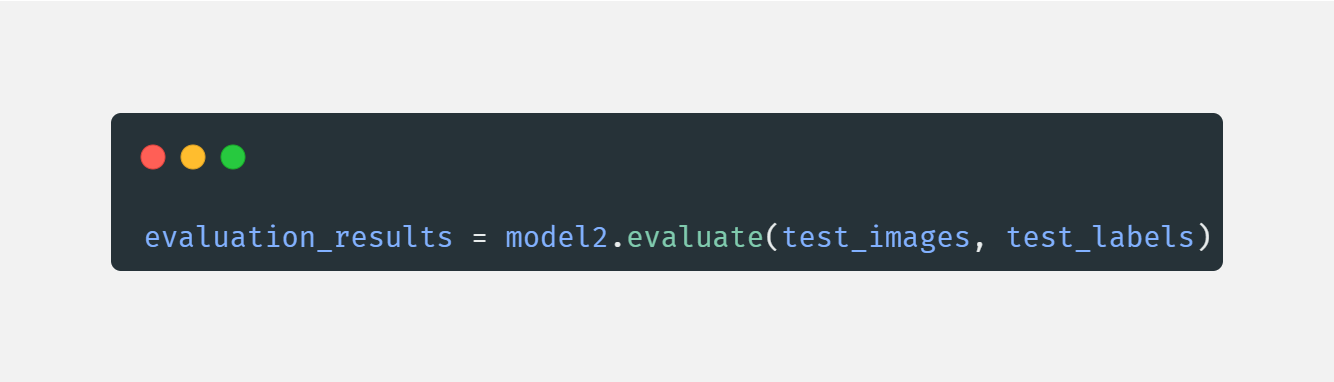 evaluation_results = model2.evaluate(test_images, test_labels)